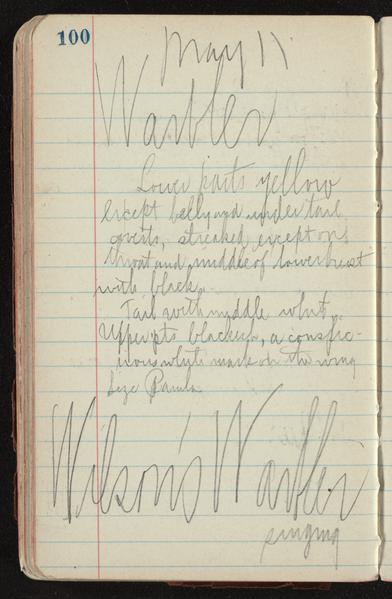 100
May 11
Warbler
Lower parts yellow
except belly and under tail
coverts, streaked except on
throat and middle of lower breast
with black.
Tail with middle white.
Upper pts blackish, a conspic-
uous white mark on the wing
Size Parula
Wilson's Warbler
singing